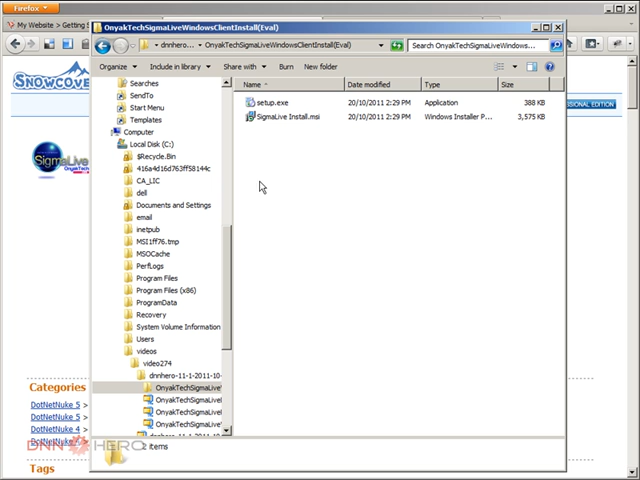 Firefox
My Website > Getting S
OnyakTechSigmaLiveWindowsClientInstall(Eval)
dnnhero... OnyakTechSigmaLiveWindowsClientInstall(Eval)
Search OnyakTechSigmaLiveWindows...
Organize Include in library Share with Burn New folder
Name Date modified Type Size
setup.exe 20/10/2011 2:29 PM Application 388 KB
SigmaLive Install.msi 20/10/2011 2:29 PM Windows Installer P... 3,575 KB
Searches
SendTo
Start Menu
Templates
Computer
Local Disk (C:)
$Recycle.Bin
416a4d16d763ff58144c
CA_LIC
dell
Documents and Settings
email
inetpub
MSI1ff76.tmp
MSOCache
PerfLogs
Program Files
Program Files (x86)
ProgramData
Recovery
System Volume Information
Users
videos
video274
dnnhero-11-1-2011-10-
OnyakTechSigmaLive
OnyakTechSigmaLive
OnyakTechSigmaLive
OnyakTechSigmaLive
2 items
SNOWCOVE
SSIONAL EDITION
SigmaLive
OnyakTech
Categories
DotNetNuke 5 >
DotNetNuke 5 >
DotNetNuke 4 >
DNN HERO
Tags